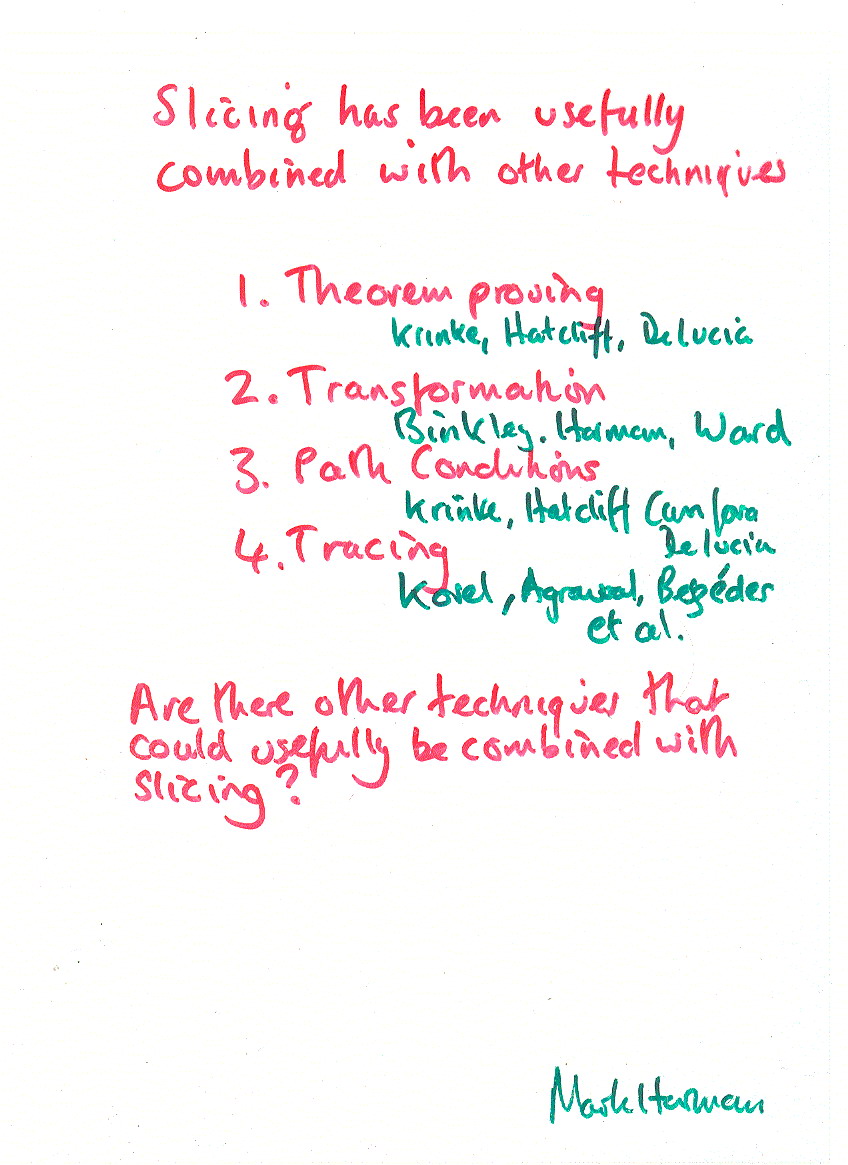 Slicing has been usefully
combined with other techniques
1. Theorem proving
Krinke, Hatcliff, DeLucia
2. Transformation
Binkley, Harman, Ward
3. Path Conditions
Krinke, Hatcliff Canfora
DeLucia
4. Tracing
Korel, Agrawal, Beszédes
et al.
Are there other techniques that
could usefully be combined with
slicing?
Mark Harman